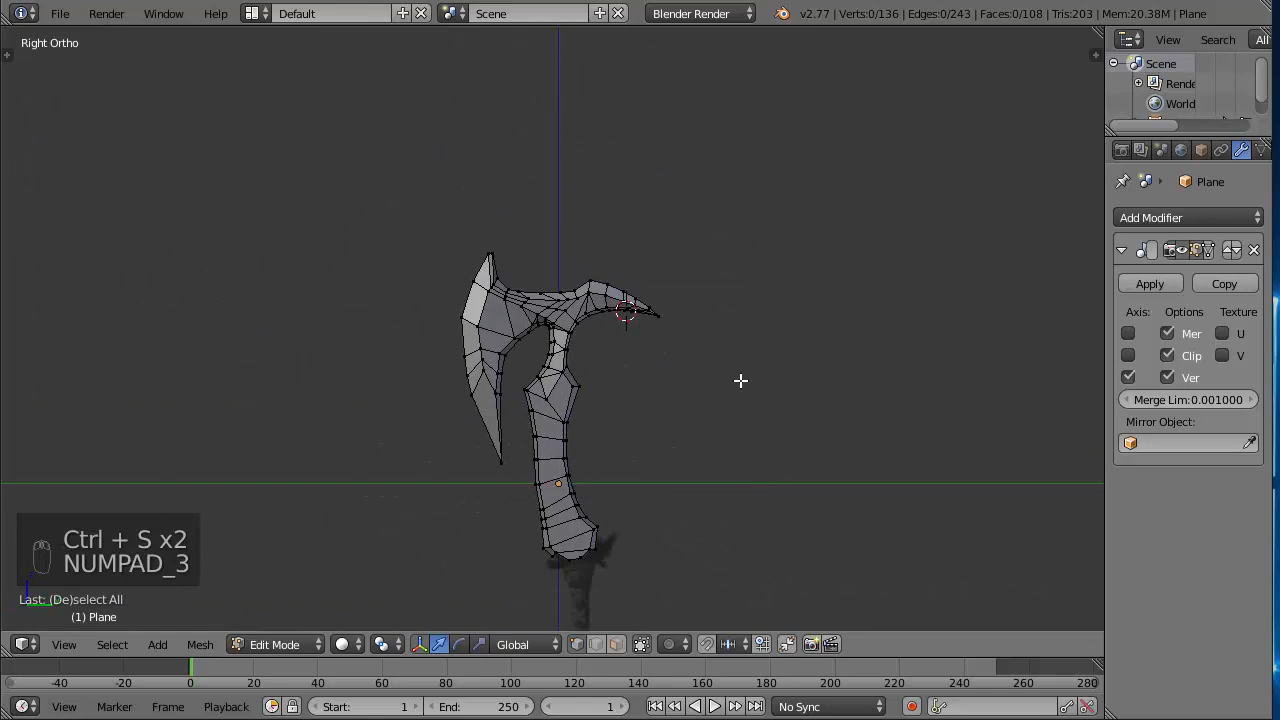 File Render Window Help Default Scene Blender Render v2.77 | Verts:0/136 | Edges:0/243 | Faces:0/108 | Tris:203 | Mem:20.38M | Plane
Right Ortho
View Search All
Scene
Rende
World
Plane
Add Modifier
Apply Copy
Axis: Options Texture
Mer U
Clip V
Ver
Merge Lim:0.001000
Mirror Object:
Ctrl + S x2
NUMPAD_3
Last: (De)select All
(1) Plane
View Select Add Mesh Edit Mode Global
-40 -20 0 20 40 60 80 100 120 140 160 180 200 220 240 260 280
View Marker Frame Playback Start: 1 End: 250 1 No Sync